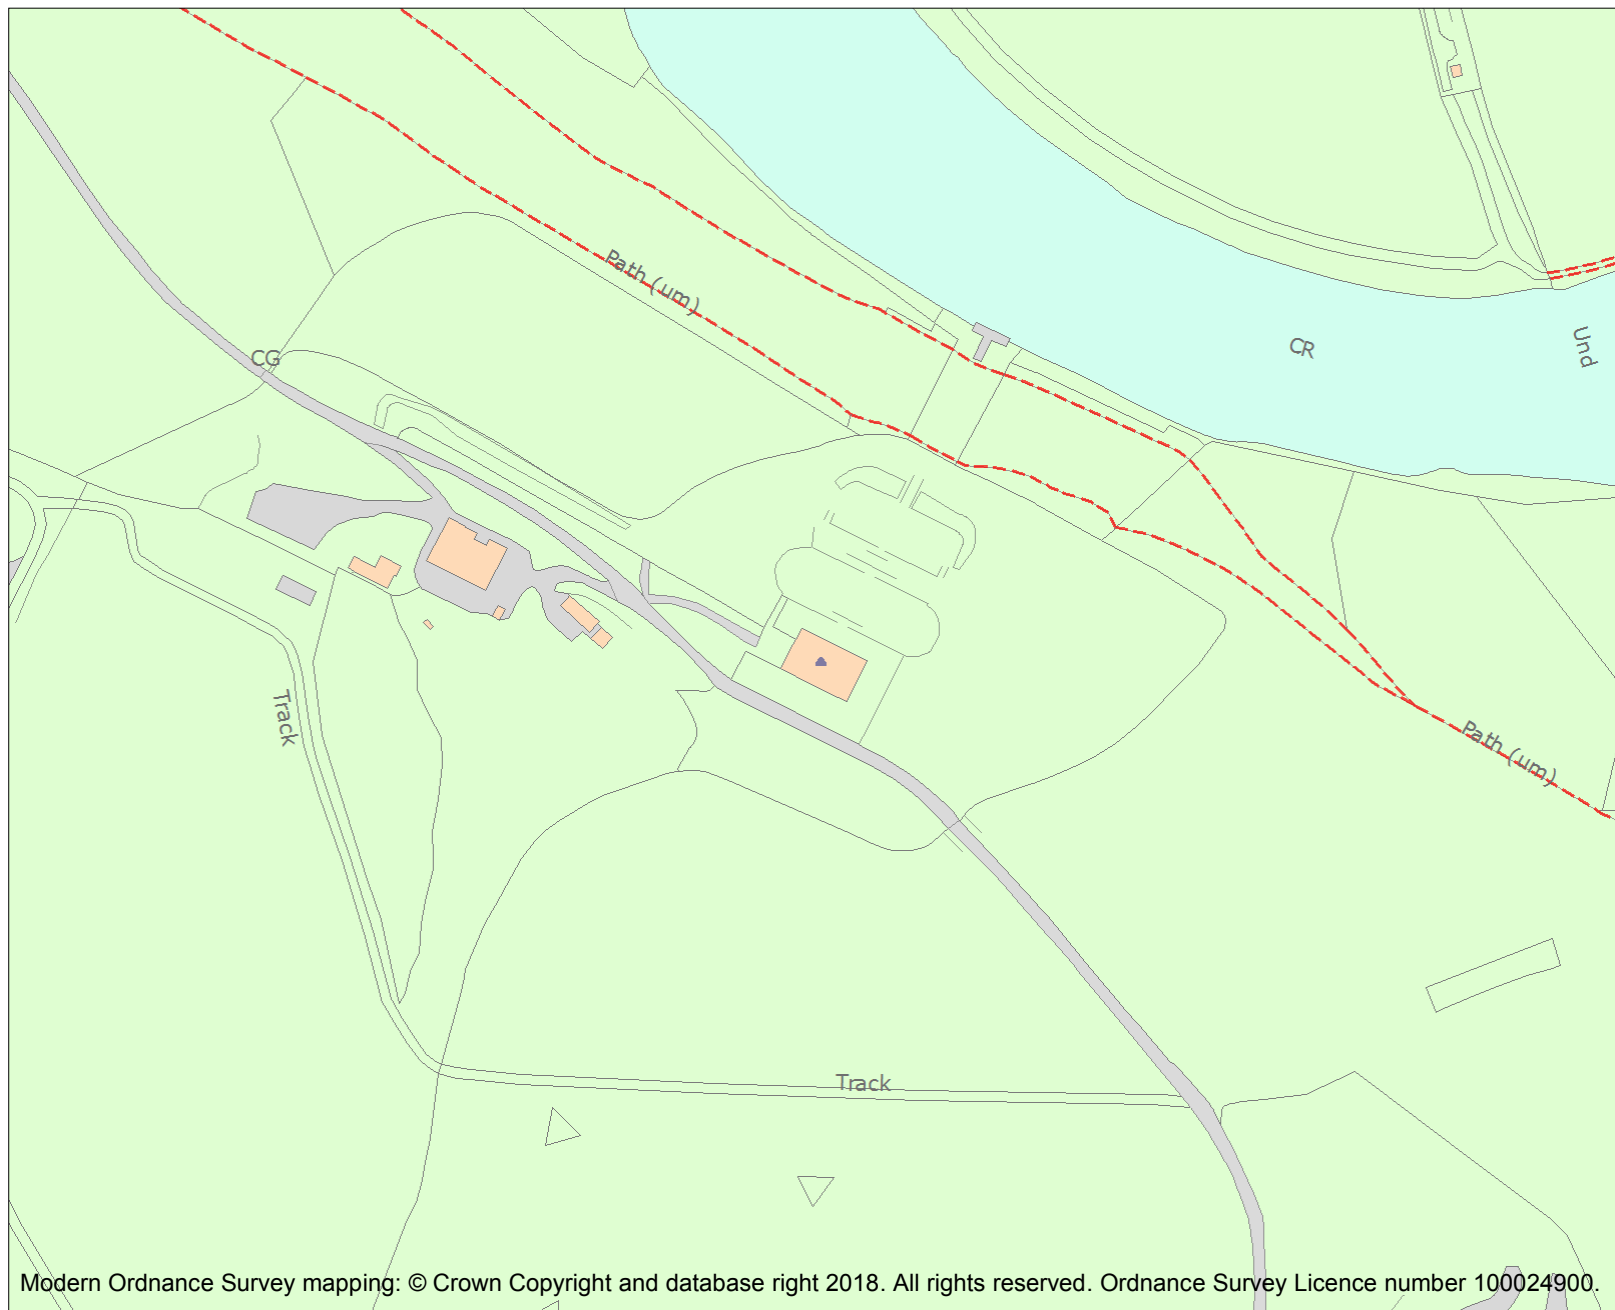 Path (um)
CR
Und
CG
Track
Path (um)
Track
Modern Ordnance Survey mapping: © Crown Copyright and database right 2018. All rights reserved. Ordnance Survey Licence number 100024900.